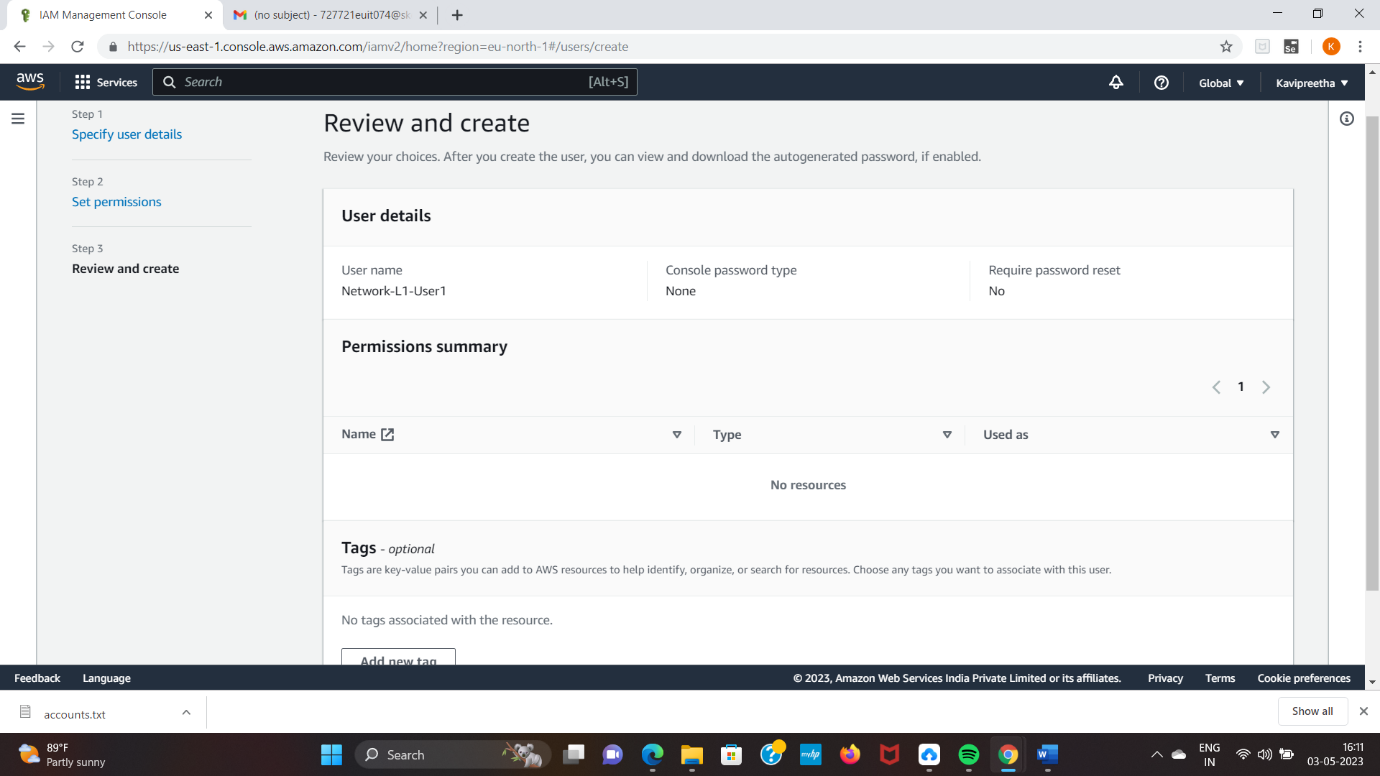 IAM Management Console
(no subject) - 727721euit074@sk
https://us-east-1.console.aws.amazon.com/iamv2/home?region=eu-north-1#/users/create
Se
K
aws
Services
Search
[Alt+S]
Global
Kavipreetha
Step 1
Specify user details
Step 2
Set permissions
Step 3
Review and create
Review and create
Review your choices. After you create the user, you can view and download the autogenerated password, if enabled.
User details
User name
Network-L1-User1
Console password type
None
Require password reset
No
Permissions summary
1
Name
Type
Used as
No resources
Tags - optional
Tags are key-value pairs you can add to AWS resources to help identify, organize, or search for resources. Choose any tags you want to associate with this user.
No tags associated with the resource.
Add new tag
Feedback
Language
© 2023, Amazon Web Services India Private Limited or its affiliates.
Privacy
Terms
Cookie preferences
accounts.txt
Show all
89°F
Partly sunny
Search
myhp
ENG
IN
16:11
03-05-2023